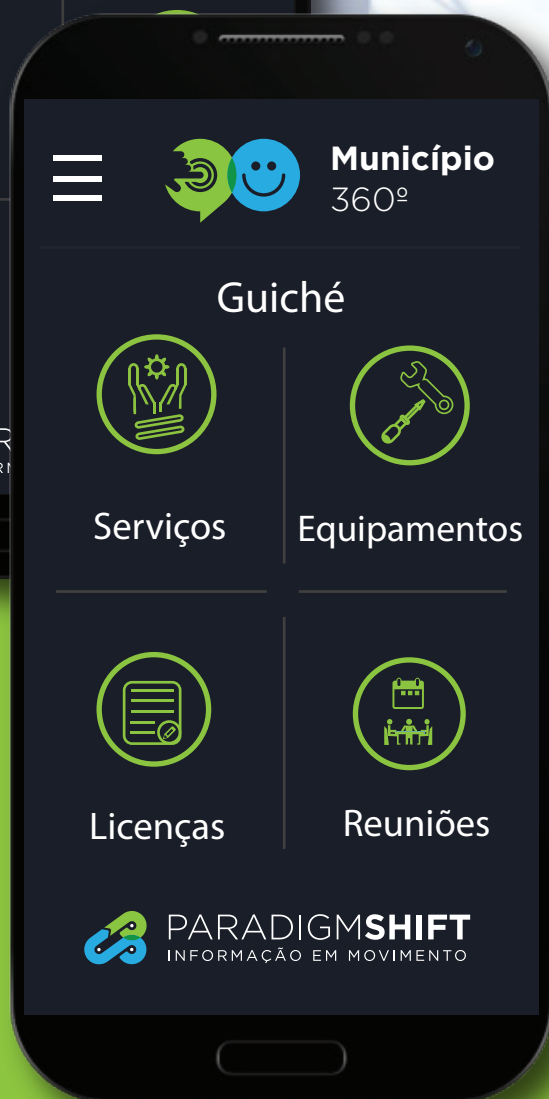 Município
360º
Guiché
Serviços
Equipamentos
Licenças
Reuniões
PARADIGMSHIFT
INFORMAÇÃO EM MOVIMENTO